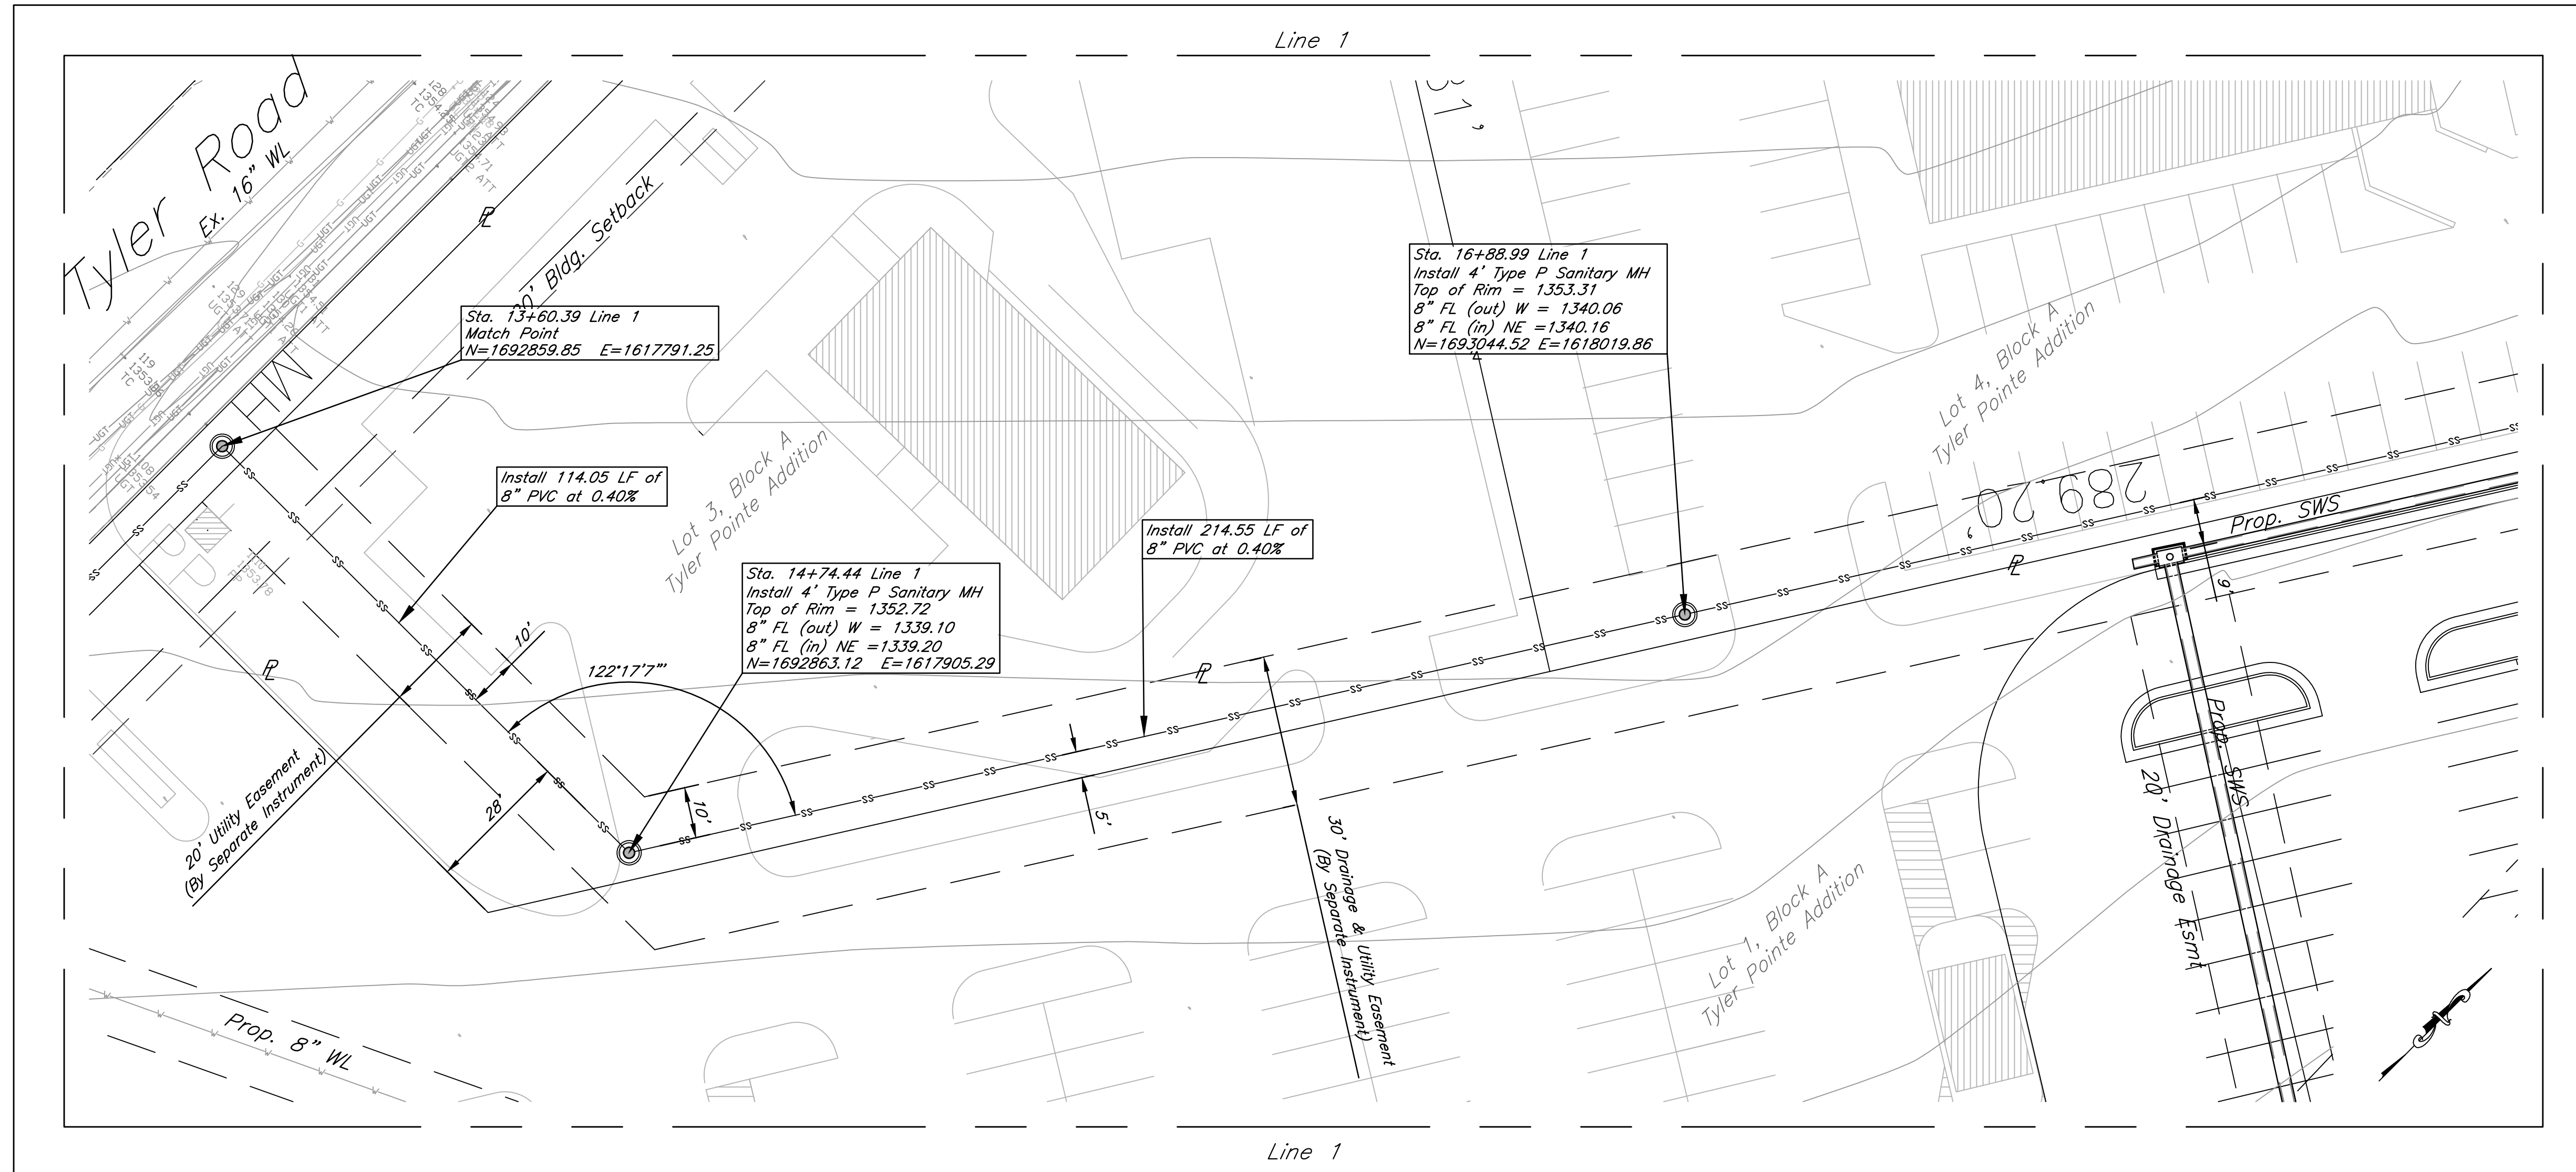 Line 1
Tyler Road
Ex. 16" WL
30' Bldg. Setback
Sta. 13+60.39 Line 1
Match Point
N=1692859.85 E=1617791.25
Sta. 16+88.99 Line 1
Install 4' Type P Sanitary MH
Top of Rim = 1353.31
8" FL (out) W = 1340.06
8" FL (in) NE =1340.16
N=1693044.52 E=1618019.86
Install 114.05 LF of
8" PVC at 0.40%
Lot 3, Block A
Tyler Pointe Addition
Install 214.55 LF of
8" PVC at 0.40%
Sta. 14+74.44 Line 1
Install 4' Type P Sanitary MH
Top of Rim = 1352.72
8" FL (out) W = 1339.10
8" FL (in) NE =1339.20
N=1692863.12 E=1617905.29
Lot 4, Block A
Tyler Pointe Addition
289.20'
Prop. SWS
9'
10'
122°17'7"
28'
10'
5'
20' Utility Easement
(By Separate Instrument)
30' Drainage & Utility Easement
(By Separate Instrument)
Lot 1, Block A
Tyler Pointe Addition
Prop. SWS
20' Drainage Esmt
Prop. 8" WL
Line 1